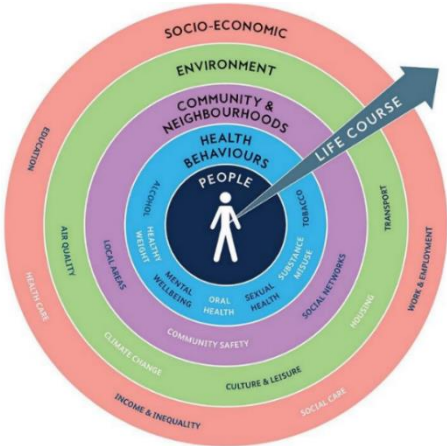 SOCIO-ECONOMIC
ENVIRONMENT
COMMUNITY &
NEIGHBOURHOODS
HEALTH
BEHAVIOURS
PEOPLE
LIFE COURSE
EDUCATION
ALCOHOL
TOBACCO
TRANSPORT
AIR QUALITY
LOCAL AREAS
HEALTHY
WEIGHT
MENTAL
WELLBEING
ORAL
HEALTH
SEXUAL
HEALTH
SUBSTANCE
MISUSE
SOCIAL NETWORKS
WORK & EMPLOYMENT
HEALTH CARE
CLIMATE CHANGE
COMMUNITY SAFETY
HOUSING
CULTURE & LEISURE
INCOME & INEQUALITY
SOCIAL CARE